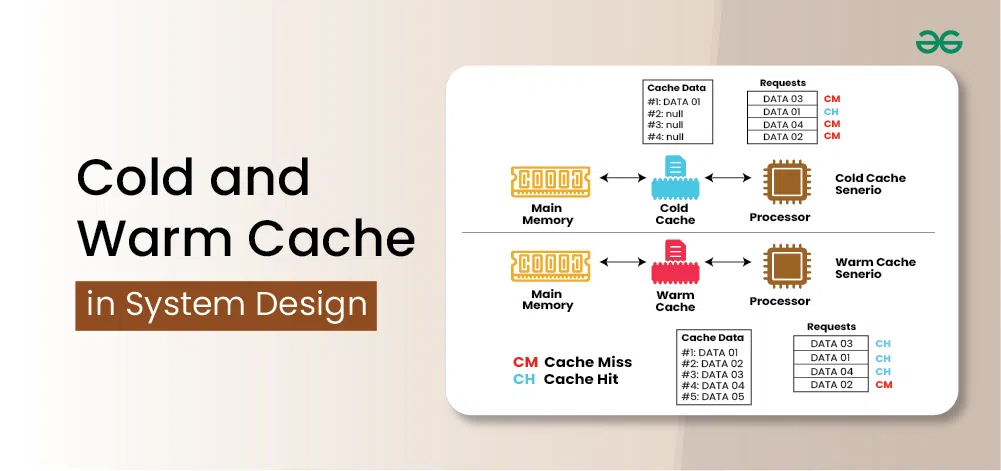 Cold and
Warm Cache
in System Design
Cache Data
#1: DATA 01
#2: null
#3: null
#4: null
Requests
DATA 03 CM
DATA 01 CH
DATA 04 CM
DATA 02 CM
Main
Memory
Cold
Cache
Processor
Cold Cache
Senerio
Main
Memory
Warm
Cache
Processor
Warm Cache
Senerio
CM Cache Miss
CH Cache Hit
Cache Data
#1: DATA 01
#2: DATA 02
#3: DATA 03
#4: DATA 04
#5: DATA 05
Requests
DATA 03 CH
DATA 01 CH
DATA 04 CH
DATA 02 CM